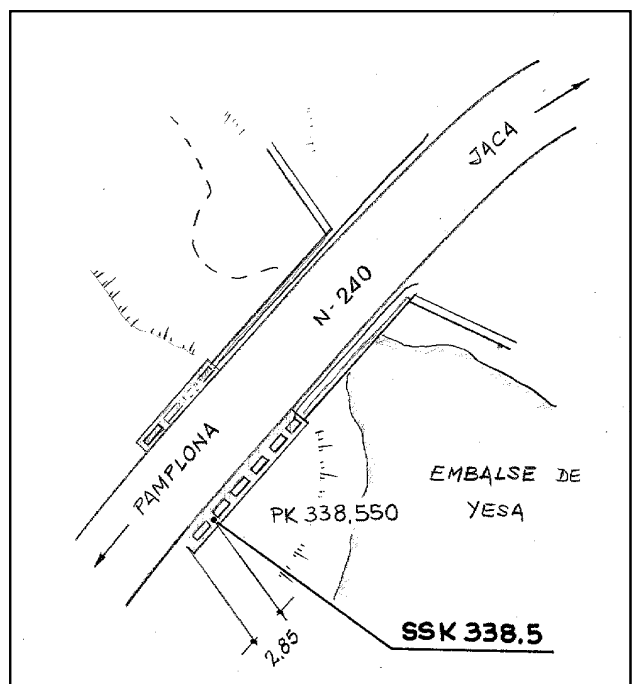 JACA
N-240
PAMPLONA
EMBALSE DE
YESA
PK 338,550
SSK 338.5
2.85